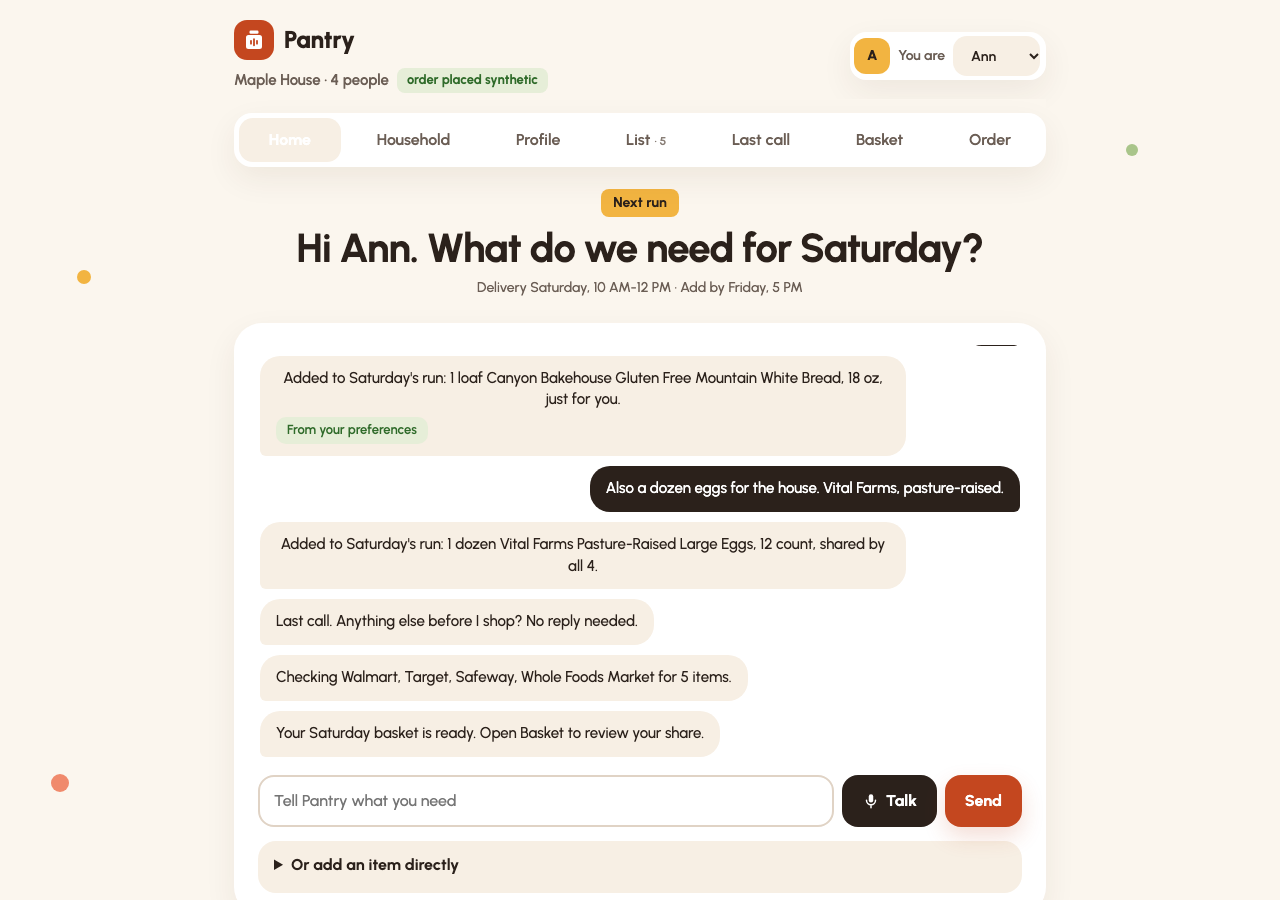 Pantry
Maple House · 4 people order placed synthetic
A You are Ann
Home Household Profile List · 5 Last call Basket Order
Next run
Hi Ann. What do we need for Saturday?
Delivery Saturday, 10 AM-12 PM · Add by Friday, 5 PM
Added to Saturday's run: 1 loaf Canyon Bakehouse Gluten Free Mountain White Bread, 18 oz,
just for you.
From your preferences
Also a dozen eggs for the house. Vital Farms, pasture-raised.
Added to Saturday's run: 1 dozen Vital Farms Pasture-Raised Large Eggs, 12 count, shared by
all 4.
Last call. Anything else before I shop? No reply needed.
Checking Walmart, Target, Safeway, Whole Foods Market for 5 items.
Your Saturday basket is ready. Open Basket to review your share.
Tell Pantry what you need
Talk
Send
Or add an item directly